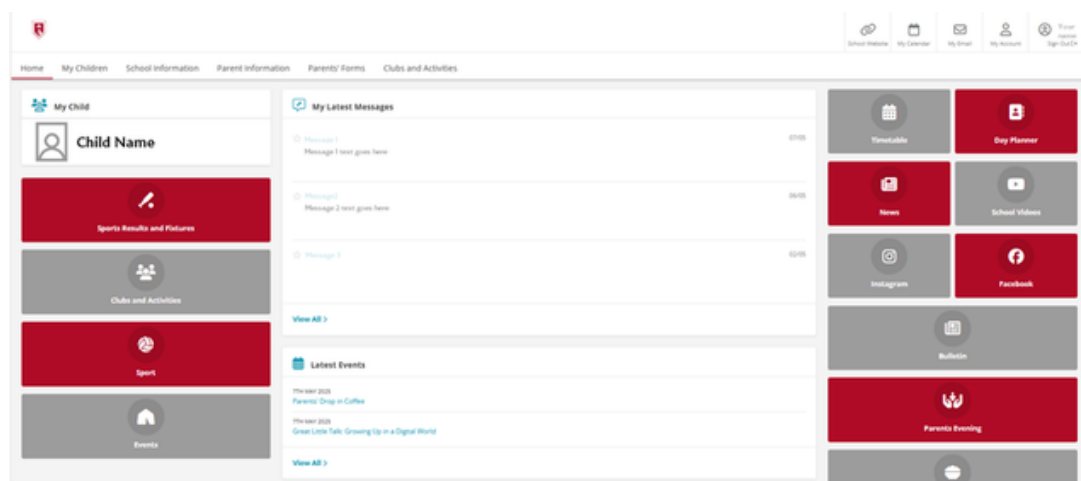 School Website
My Calendar
My Email
My Account
Your
name
Sign Out
Home My Children School Information Parent Information Parents' Forms Clubs and Activities
My Child
Child Name
Sports Results and Fixtures
Clubs and Activities
Sport
Events
My Latest Messages
Message 1 07/05
Message 1 text goes here
Message2 06/05
Message 2 text goes here
Message 3 02/05
View All >
Latest Events
7TH MAY 2025
Parents' Drop in Coffee
7TH MAY 2025
Great Little Talk: Growing Up in a Digital World
View All >
Timetable
Day Planner
News
School Videos
Instagram
Facebook
Bulletin
Parents Evening